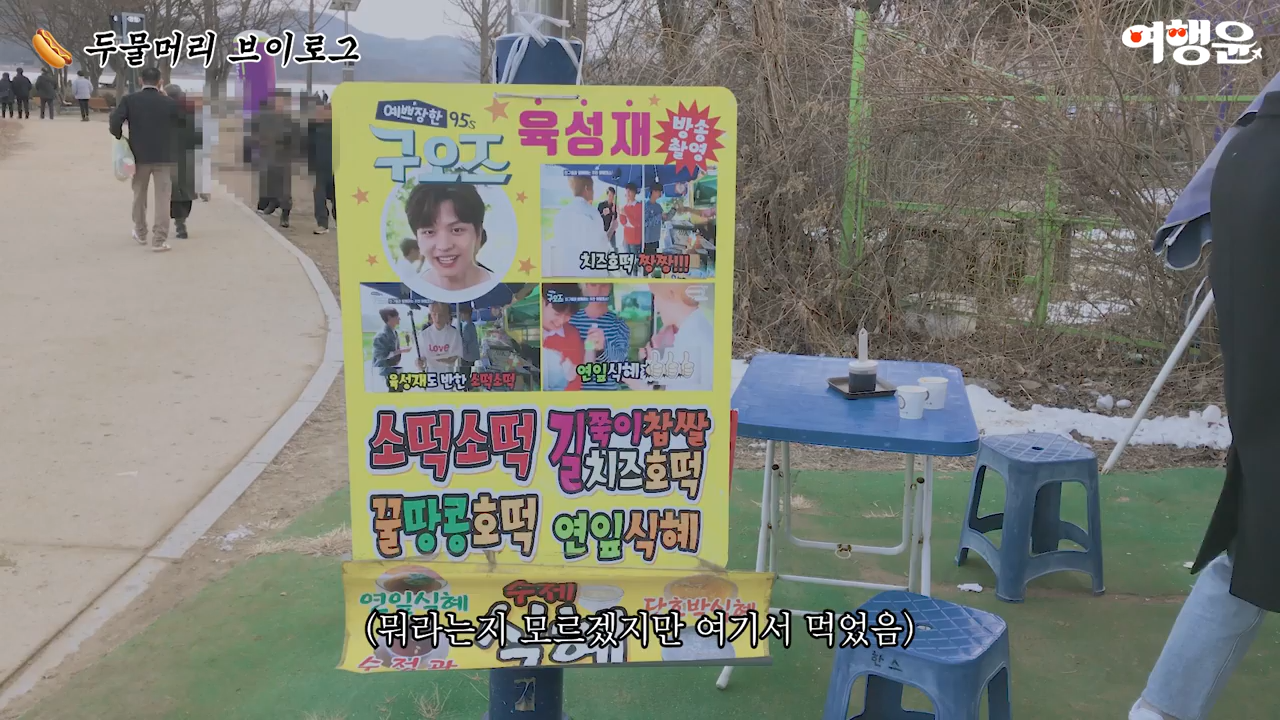 두물머리 브이로그
여행윤
예쁘장한 95s
구오즈
육성재
방송
촬영
치즈호떡 짱짱!!!
LOVE
육성재도 반한 소떡소떡
연잎식혜
소떡소떡
길쭉이찹쌀
치즈호떡
꿀땅콩호떡
연잎식혜
연잎식혜
수제
단호박식혜
식혜
수정과
(뭐라는지 모르겠지만 여기서 먹었음)